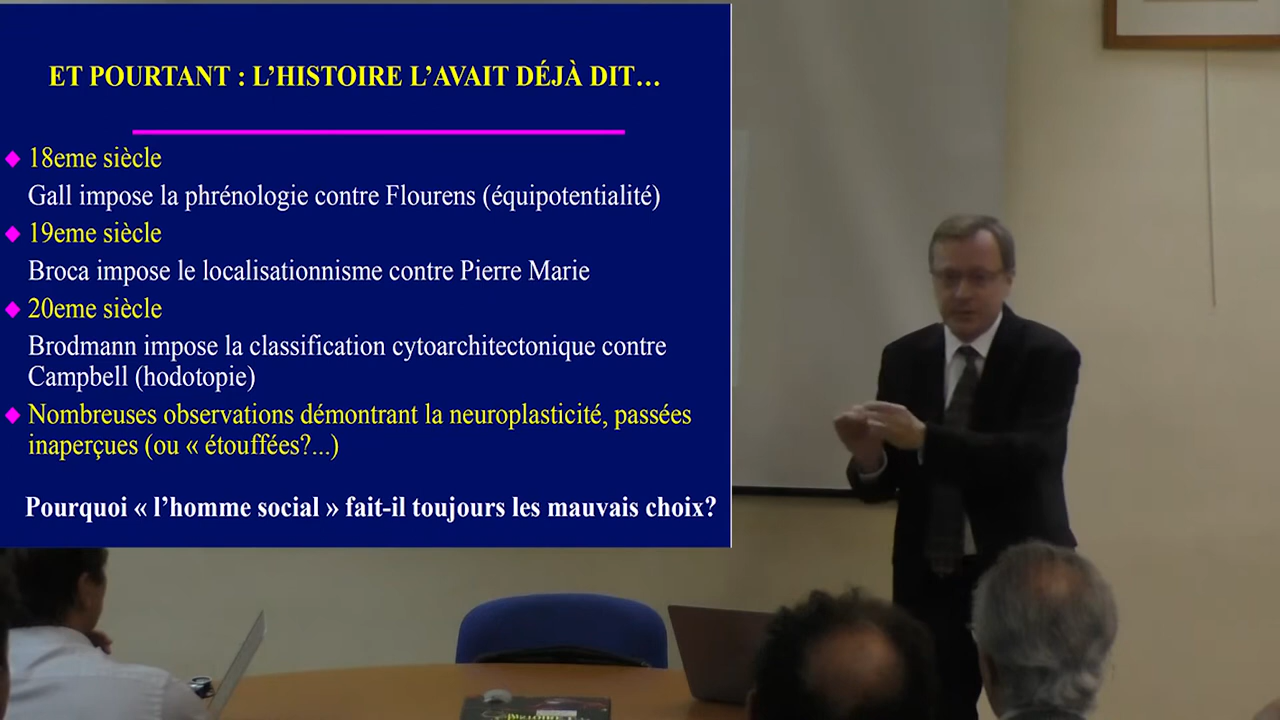 ET POURTANT : L'HISTOIRE L'AVAIT DÉJÀ DIT…
18eme siècle
Gall impose la phrénologie contre Flourens (équipotentialité)
19eme siècle
Broca impose le localisationnisme contre Pierre Marie
20eme siècle
Brodmann impose la classification cytoarchitectonique contre
Campbell (hodotopie)
Nombreuses observations démontrant la neuroplasticité, passées
inaperçues (ou « étouffées?...)
Pourquoi « l'homme social » fait-il toujours les mauvais choix?